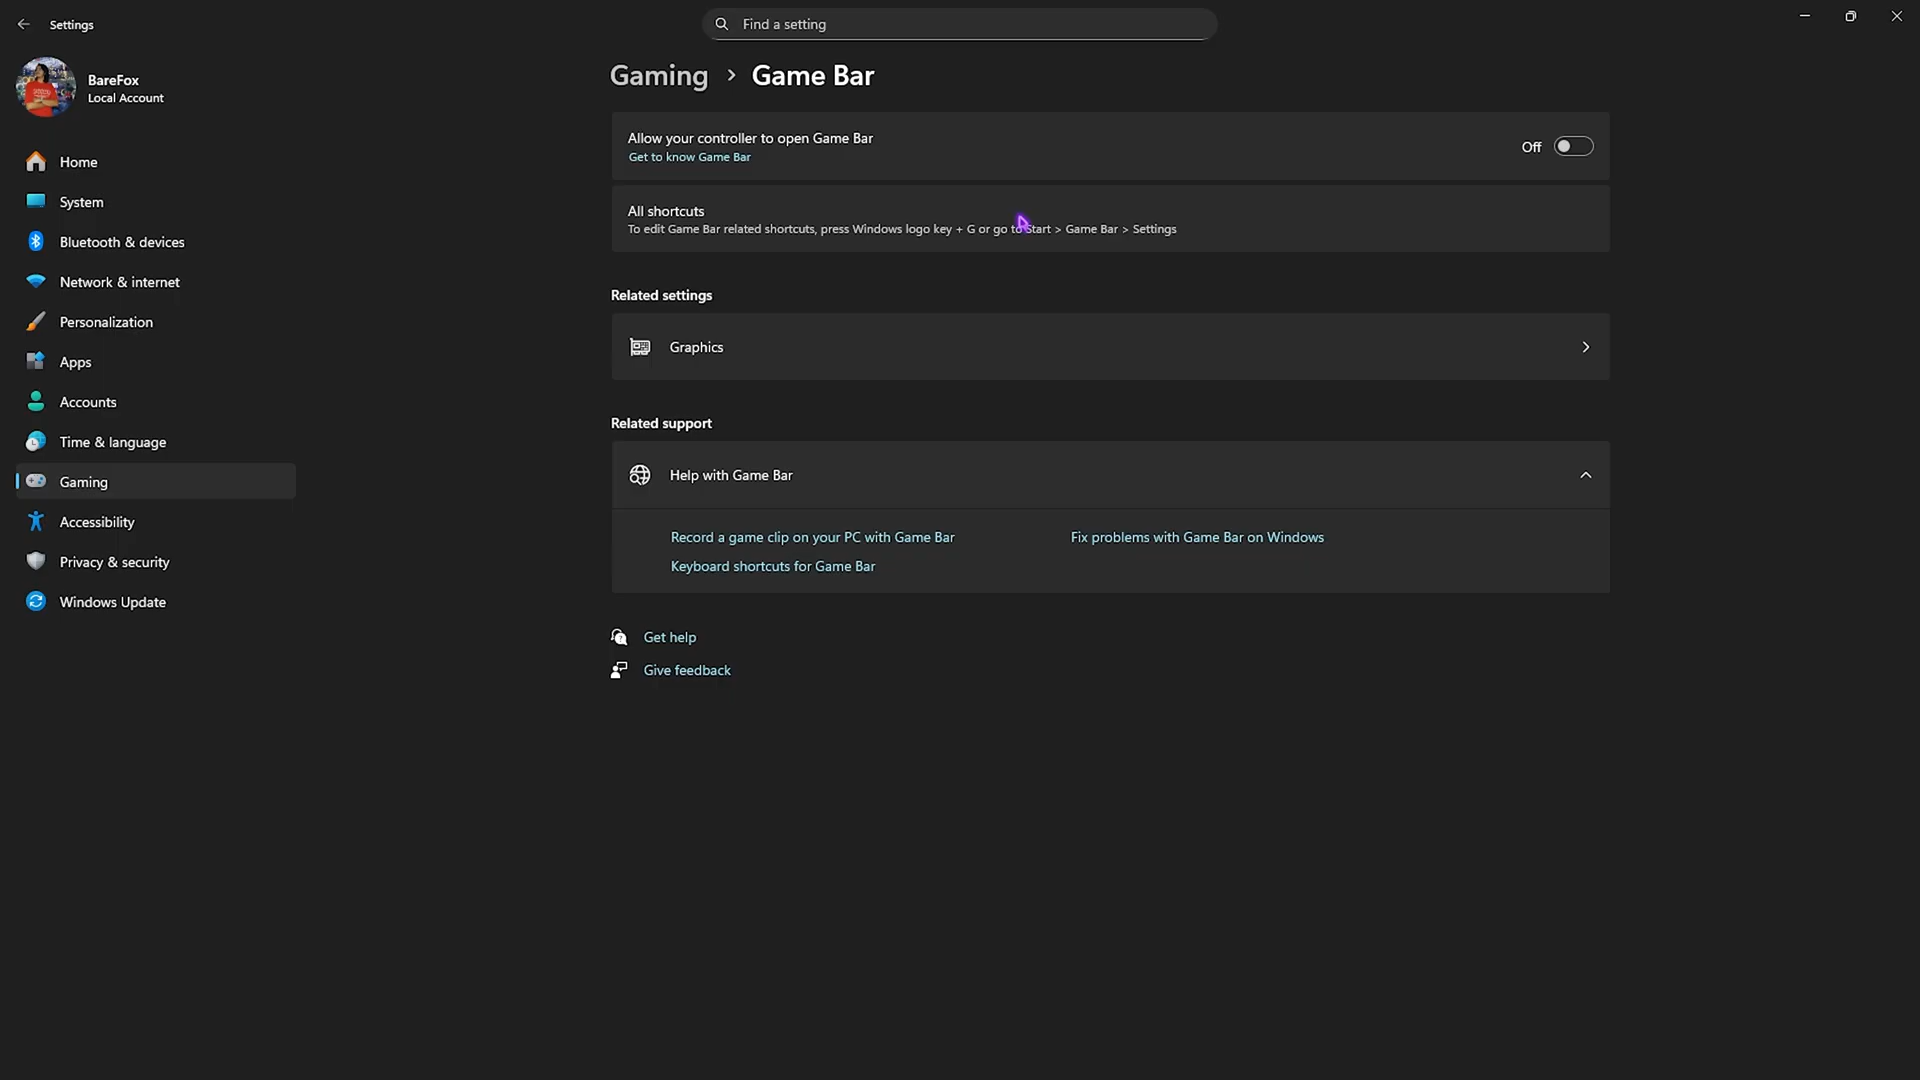 Settings
Find a setting
BareFox
Local Account
Home
System
Bluetooth & devices
Network & internet
Personalization
Apps
Accounts
Time & language
Gaming
Accessibility
Privacy & security
Windows Update
Gaming > Game Bar
Allow your controller to open Game Bar
Get to know Game Bar
Off
All shortcuts
To edit Game Bar related shortcuts, press Windows logo key + G or go to Start > Game Bar > Settings
Related settings
Graphics
Related support
Help with Game Bar
Record a game clip on your PC with Game Bar
Fix problems with Game Bar on Windows
Keyboard shortcuts for Game Bar
Get help
Give feedback